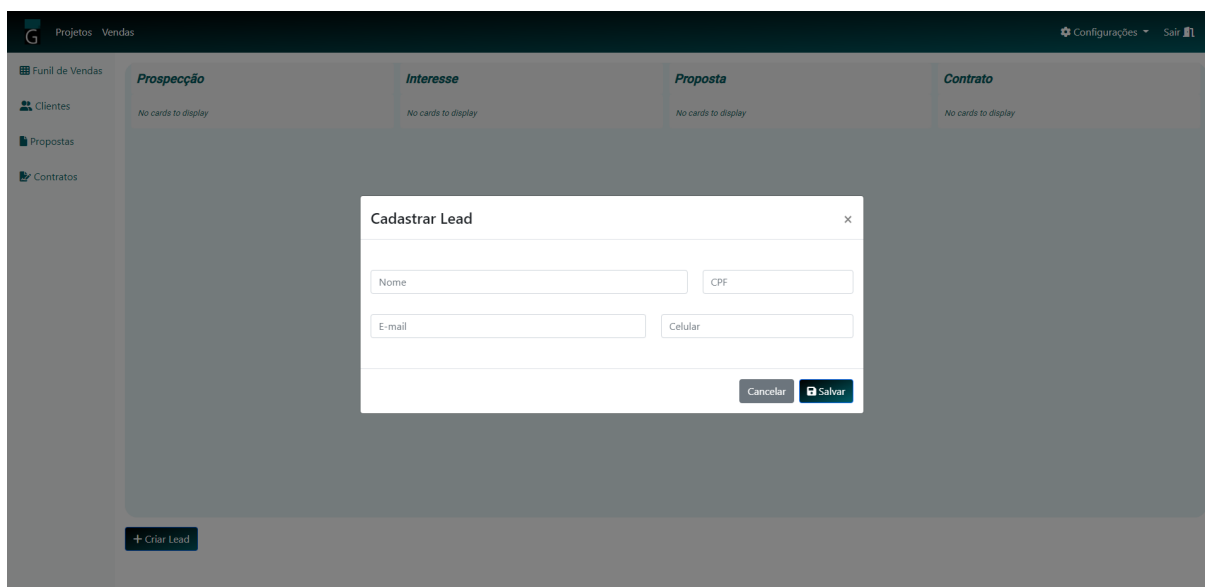 G Projetos Vendas Configurações Sair
Funil de Vendas
Clientes
Propostas
Contratos
Prospecção Interesse Proposta Contrato
No cards to display No cards to display No cards to display No cards to display
Cadastrar Lead ×
Nome CPF
E-mail Celular
Cancelar Salvar
+ Criar Lead